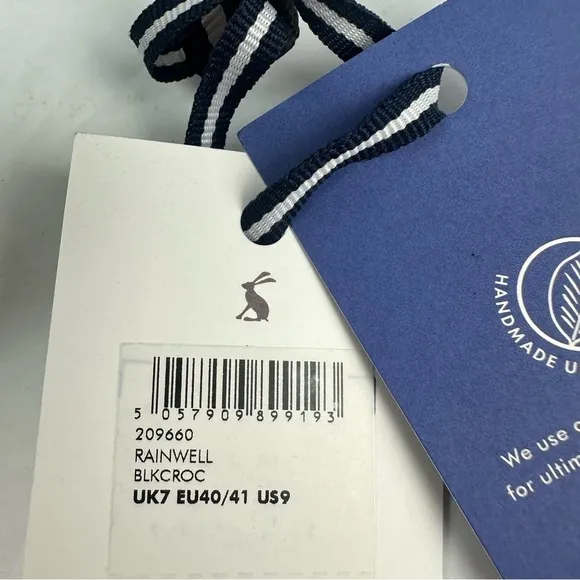 5 057909 899193
209660
RAINWELL
BLKCROC
UK7 EU40/41 US9
HANDMADE U
We use
for ultim